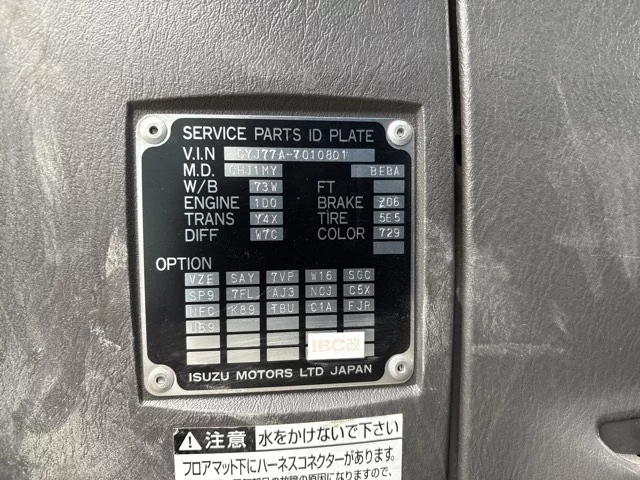 SERVICE PARTS ID PLATE
V.I.N CYJ77A-7010801
M.D. CHJ1MY BEBA
W/B 73W FT
ENGINE 1D0 BRAKE Z06
TRANS Y4X TIRE 5E5
DIFF W7C COLOR 729
OPTION
VZE SAY 7VP W16 SGC
SP9 7FL AJ3 NCJ C5X
NFC K89 TBU C1A FJR
U69
IBC改
ISUZU MOTORS LTD JAPAN
注意 水をかけないで下さい
フロアマット下にハーネスコネクターがあります。